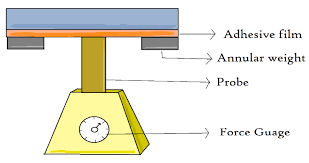 Adhesive film
Annular weight
Probe
Force Guage